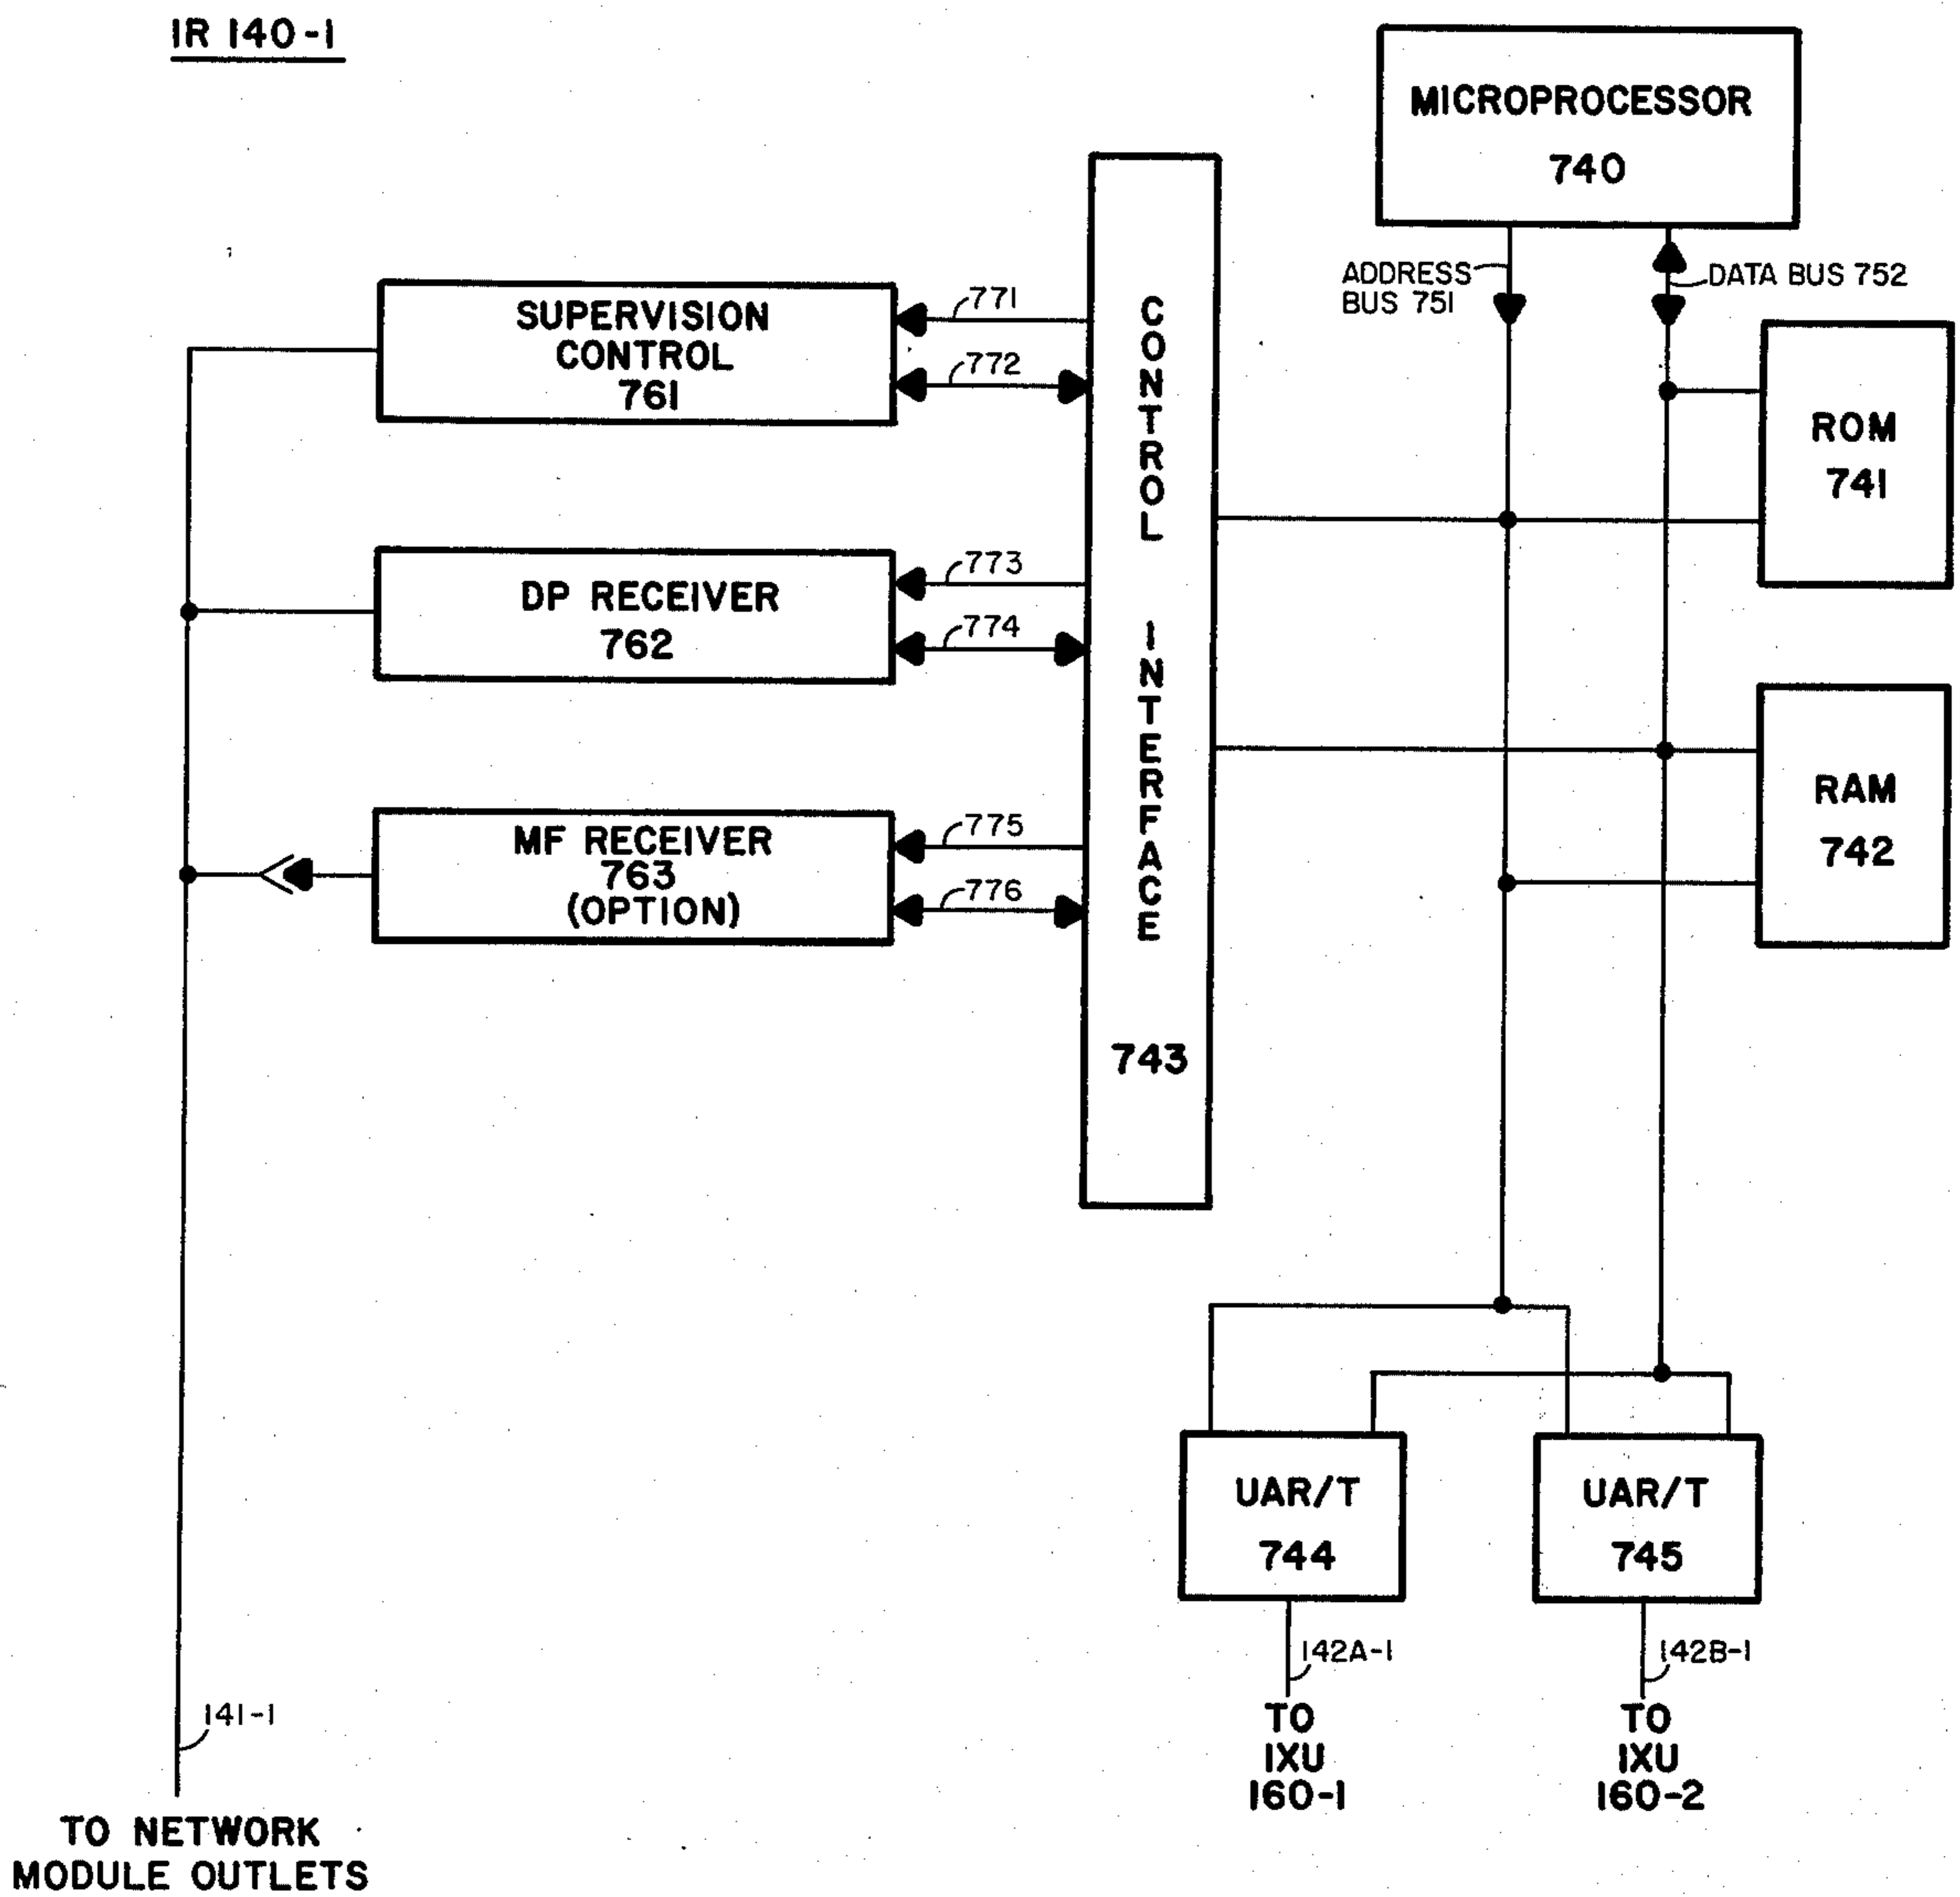 IR 140-1
MICROPROCESSOR
740
ADDRESS
BUS 751
DATA BUS 752
SUPERVISION
CONTROL
761
771
772
CONTROL INTERFACE
743
ROM
741
DP RECEIVER
762
773
774
RAM
742
MF RECEIVER
763
(OPTION)
775
776
UAR/T
744
UAR/T
745
142A-1
142B-1
TO
IXU
160-1
TO
IXU
160-2
141-1
TO NETWORK
MODULE OUTLETS